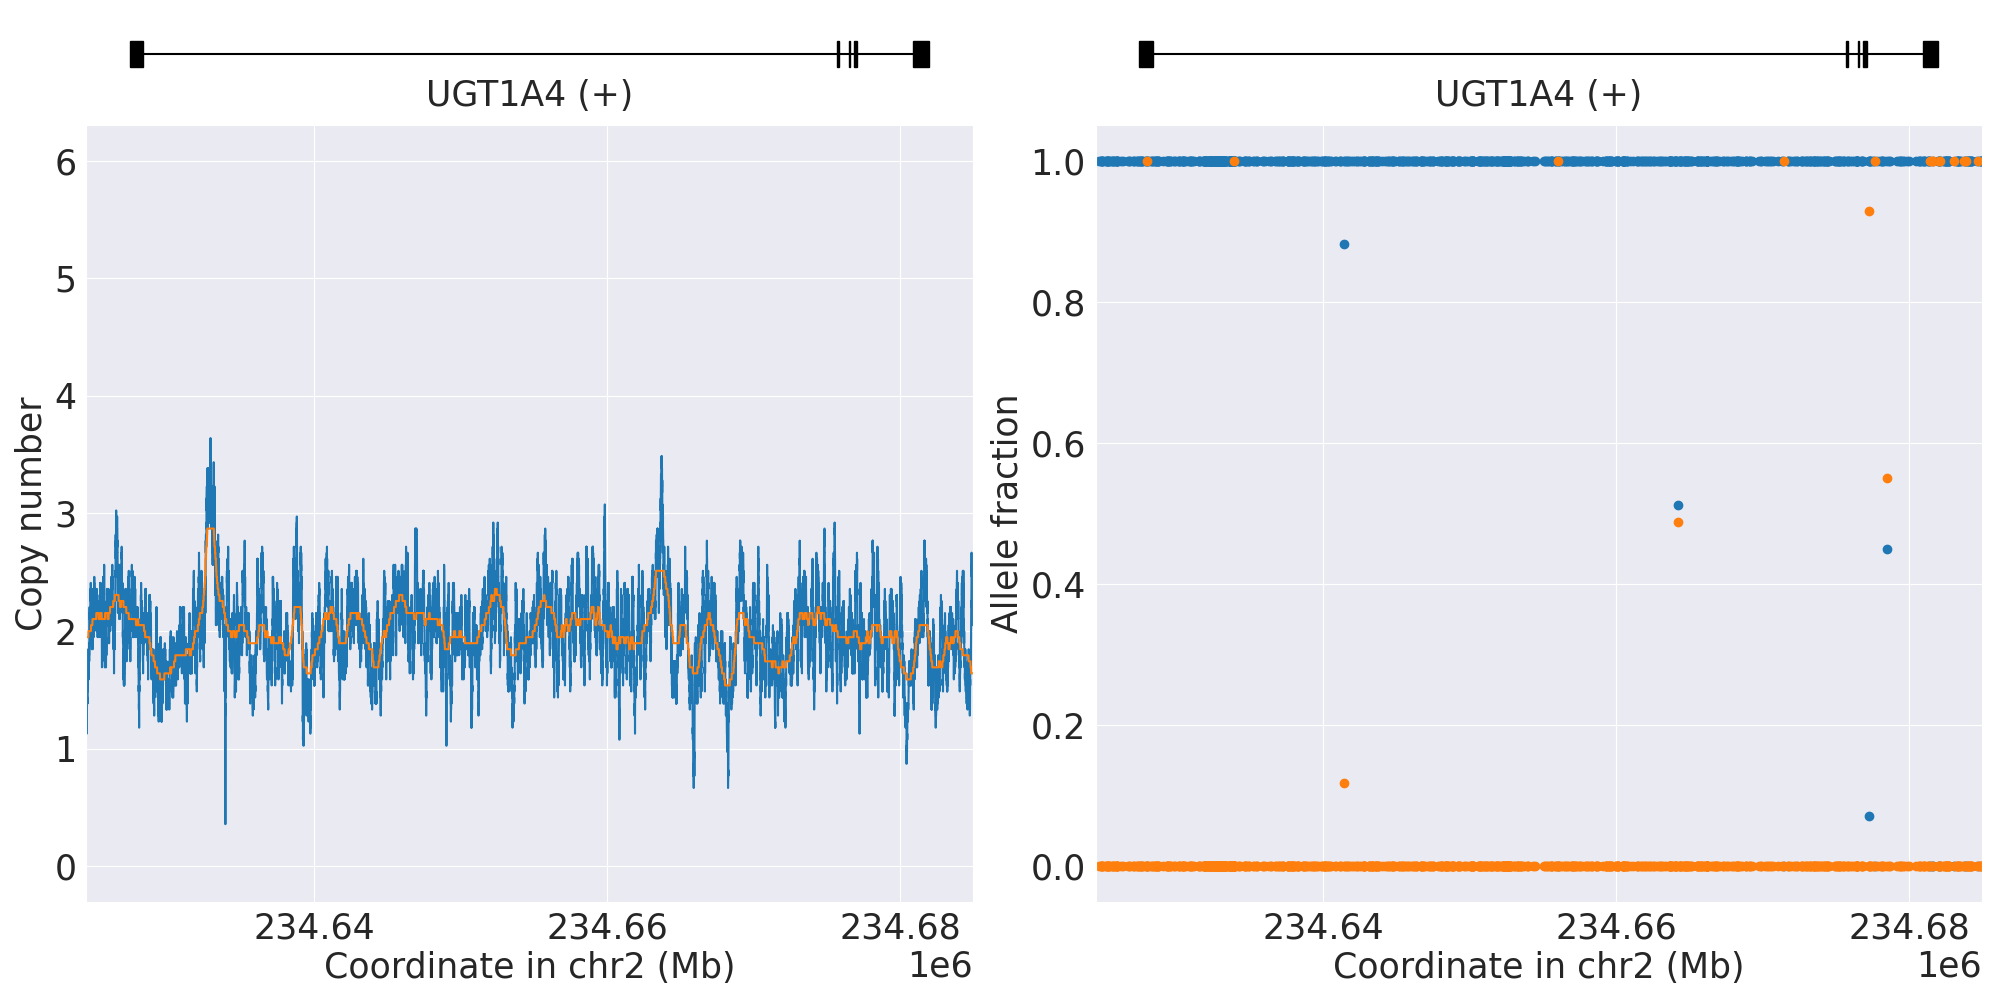 UGT1A4 (+)
6
5
4
3
2
1
0
Copy number
234.64 234.66 234.68
1e6
Coordinate in chr2 (Mb)
UGT1A4 (+)
1.0
0.8
0.6
0.4
0.2
0.0
Allele fraction
234.64 234.66 234.68
1e6
Coordinate in chr2 (Mb)